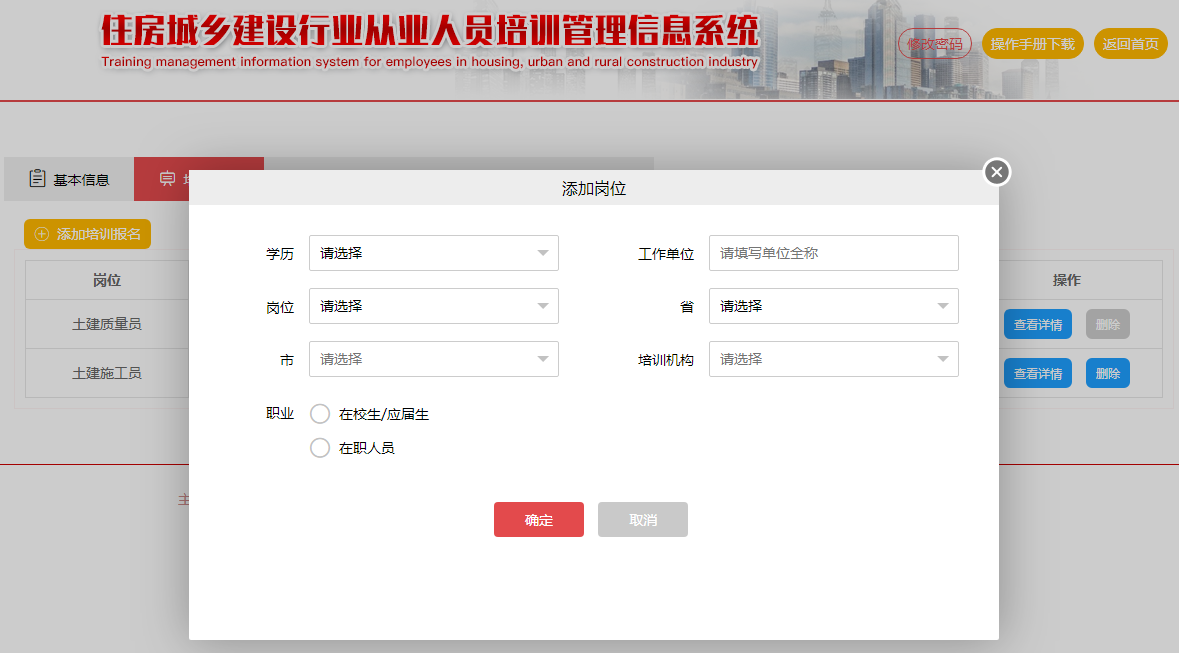 住房城乡建设行业从业人员培训管理信息系统
Training management information system for employees in housing, urban and rural construction industry
修改密码
操作手册下载
返回首页
基本信息
添加培训报名
岗位
操作
土建质量员
查看详情
删除
土建施工员
查看详情
删除
主
添加岗位
学历
请选择
工作单位
请填写单位全称
岗位
请选择
省
请选择
市
请选择
培训机构
请选择
职业
在校生/应届生
在职人员
确定
取消